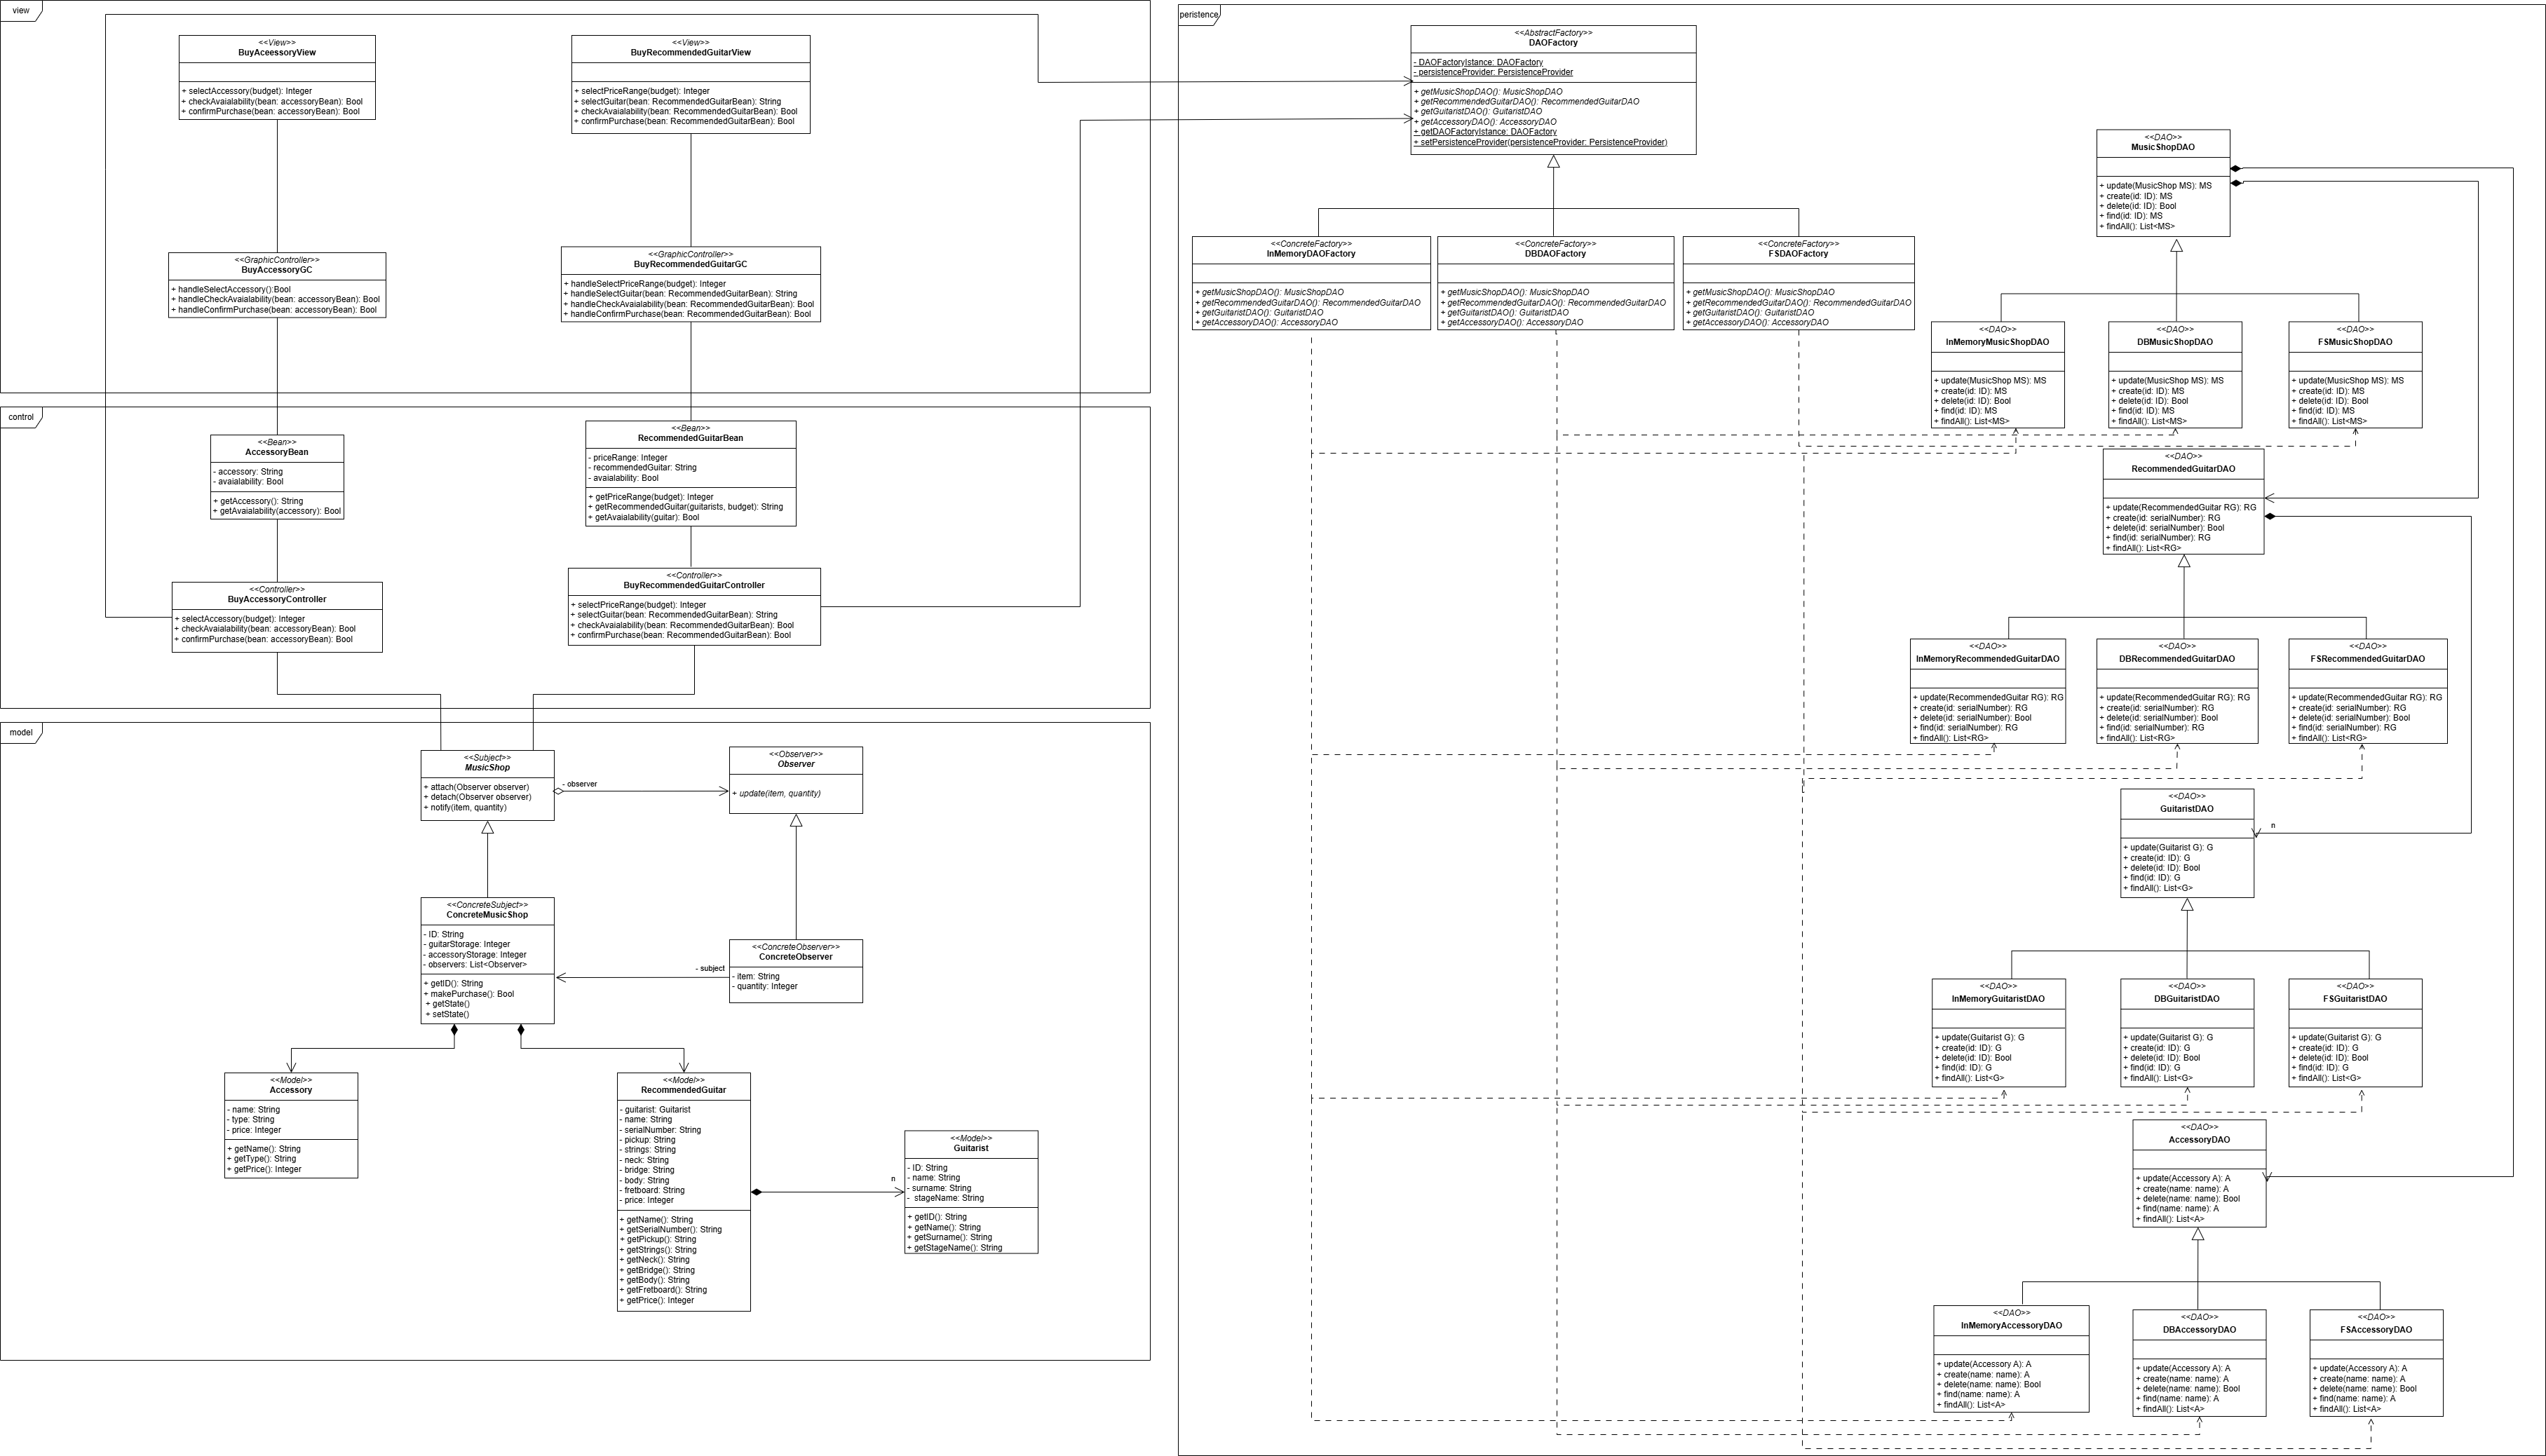 view
<<View>>
BuyAceessoryView
+ selectAccessory(budget): Integer
+ checkAvaialability(bean: accessoryBean): Bool
+ confirmPurchase(bean: accessoryBean): Bool
<<View>>
BuyRecommendedGuitarView
+ selectPriceRange(budget): Integer
+ selectGuitar(bean: RecommendedGuitarBean): String
+ checkAvaialability(bean: RecommendedGuitarBean): Bool
+ confirmPurchase(bean: RecommendedGuitarBean): Bool
<<GraphicController>>
BuyAccessoryGC
+ handleSelectAccessory():Bool
+ handleCheckAvaialability(bean: accessoryBean): Bool
+ handleConfirmPurchase(bean: accessoryBean): Bool
<<GraphicController>>
BuyRecommendedGuitarGC
+ handleSelectPriceRange(budget): Integer
+ handleSelectGuitar(bean: RecommendedGuitarBean): String
+ handleCheckAvaialability(bean: RecommendedGuitarBean): Bool
+ handleConfirmPurchase(bean: RecommendedGuitarBean): Bool
control
<<Bean>>
AccessoryBean
- accessory: String
- avaialability: Bool
+ getAccessory(): String
+ getAvaialability(accessory): Bool
<<Bean>>
RecommendedGuitarBean
- priceRange: Integer
- recommendedGuitar: String
- avaialability: Bool
+ getPriceRange(budget): Integer
+ getRecommendedGuitar(guitarists, budget): String
+ getAvaialability(guitar): Bool
<<Controller>>
BuyAccessoryController
+ selectAccessory(budget): Integer
+ checkAvaialability(bean: accessoryBean): Bool
+ confirmPurchase(bean: accessoryBean): Bool
<<Controller>>
BuyRecommendedGuitarController
+ selectPriceRange(budget): Integer
+ selectGuitar(bean: RecommendedGuitarBean): String
+ checkAvaialability(bean: RecommendedGuitarBean): Bool
+ confirmPurchase(bean: RecommendedGuitarBean): Bool
model
<<Subject>>
MusicShop
+ attach(Observer observer)
+ detach(Observer observer)
+ notify(item, quantity)
- observer
<<Observer>>
Observer
+ update(item, quantity)
<<ConcreteSubject>>
ConcreteMusicShop
- ID: String
- guitarStorage: Integer
- accessoryStorage: Integer
- observers: List<Observer>
+ getID(): String
+ makePurchase(): Bool
+ getState()
+ setState()
- subject
<<ConcreteObserver>>
ConcreteObserver
- item: String
- quantity: Integer
<<Model>>
Accessory
- name: String
- type: String
- price: Integer
+ getName(): String
+ getType(): String
+ getPrice(): Integer
<<Model>>
RecommendedGuitar
- guitarist: Guitarist
- name: String
- serialNumber: String
- pickup: String
- strings: String
- neck: String
- bridge: String
- body: String
- fretboard: String
- price: Integer
+ getName(): String
+ getSerialNumber(): String
+ getPickup(): String
+ getStrings(): String
+ getNeck(): String
+ getBridge(): String
+ getBody(): String
+ getFretboard(): String
+ getPrice(): Integer
n
<<Model>>
Guitarist
- ID: String
- name: String
- surname: String
- stageName: String
+ getID(): String
+ getName(): String
+ getSurname(): String
+ getStageName(): String
peristence
<<AbstractFactory>>
DAOFactory
- DAOFactoryIstance: DAOFactory
- persistenceProvider: PersistenceProvider
+ getMusicShopDAO(): MusicShopDAO
+ getRecommendedGuitarDAO(): RecommendedGuitarDAO
+ getGuitaristDAO(): GuitaristDAO
+ getAccessoryDAO(): AccessoryDAO
+ getDAOFactoryIstance: DAOFactory
+ setPersistenceProvider(persistenceProvider: PersistenceProvider)
<<ConcreteFactory>>
InMemoryDAOFactory
+ getMusicShopDAO(): MusicShopDAO
+ getRecommendedGuitarDAO(): RecommendedGuitarDAO
+ getGuitaristDAO(): GuitaristDAO
+ getAccessoryDAO(): AccessoryDAO
<<ConcreteFactory>>
DBDAOFactory
+ getMusicShopDAO(): MusicShopDAO
+ getRecommendedGuitarDAO(): RecommendedGuitarDAO
+ getGuitaristDAO(): GuitaristDAO
+ getAccessoryDAO(): AccessoryDAO
<<ConcreteFactory>>
FSDAOFactory
+ getMusicShopDAO(): MusicShopDAO
+ getRecommendedGuitarDAO(): RecommendedGuitarDAO
+ getGuitaristDAO(): GuitaristDAO
+ getAccessoryDAO(): AccessoryDAO
<<DAO>>
MusicShopDAO
+ update(MusicShop MS): MS
+ create(id: ID): MS
+ delete(id: ID): Bool
+ find(id: ID): MS
+ findAll(): List<MS>
<<DAO>>
InMemoryMusicShopDAO
+ update(MusicShop MS): MS
+ create(id: ID): MS
+ delete(id: ID): Bool
+ find(id: ID): MS
+ findAll(): List<MS>
<<DAO>>
DBMusicShopDAO
+ update(MusicShop MS): MS
+ create(id: ID): MS
+ delete(id: ID): Bool
+ find(id: ID): MS
+ findAll(): List<MS>
<<DAO>>
FSMusicShopDAO
+ update(MusicShop MS): MS
+ create(id: ID): MS
+ delete(id: ID): Bool
+ find(id: ID): MS
+ findAll(): List<MS>
<<DAO>>
RecommendedGuitarDAO
+ update(RecommendedGuitar RG): RG
+ create(id: serialNumber): RG
+ delete(id: serialNumber): Bool
+ find(id: serialNumber): RG
+ findAll(): List<RG>
<<DAO>>
InMemoryRecommendedGuitarDAO
+ update(RecommendedGuitar RG): RG
+ create(id: serialNumber): RG
+ delete(id: serialNumber): Bool
+ find(id: serialNumber): RG
+ findAll(): List<RG>
<<DAO>>
DBRecommendedGuitarDAO
+ update(RecommendedGuitar RG): RG
+ create(id: serialNumber): RG
+ delete(id: serialNumber): Bool
+ find(id: serialNumber): RG
+ findAll(): List<RG>
<<DAO>>
FSRecommendedGuitarDAO
+ update(RecommendedGuitar RG): RG
+ create(id: serialNumber): RG
+ delete(id: serialNumber): Bool
+ find(id: serialNumber): RG
+ findAll(): List<RG>
<<DAO>>
GuitaristDAO
+ update(Guitarist G): G
+ create(id: ID): G
+ delete(id: ID): Bool
+ find(id: ID): G
+ findAll(): List<G>
n
<<DAO>>
InMemoryGuitaristDAO
+ update(Guitarist G): G
+ create(id: ID): G
+ delete(id: ID): Bool
+ find(id: ID): G
+ findAll(): List<G>
<<DAO>>
DBGuitaristDAO
+ update(Guitarist G): G
+ create(id: ID): G
+ delete(id: ID): Bool
+ find(id: ID): G
+ findAll(): List<G>
<<DAO>>
FSGuitaristDAO
+ update(Guitarist G): G
+ create(id: ID): G
+ delete(id: ID): Bool
+ find(id: ID): G
+ findAll(): List<G>
<<DAO>>
AccessoryDAO
+ update(Accessory A): A
+ create(name: name): A
+ delete(name: name): Bool
+ find(name: name): A
+ findAll(): List<A>
<<DAO>>
InMemoryAccessoryDAO
+ update(Accessory A): A
+ create(name: name): A
+ delete(name: name): Bool
+ find(name: name): A
+ findAll(): List<A>
<<DAO>>
DBAccessoryDAO
+ update(Accessory A): A
+ create(name: name): A
+ delete(name: name): Bool
+ find(name: name): A
+ findAll(): List<A>
<<DAO>>
FSAccessoryDAO
+ update(Accessory A): A
+ create(name: name): A
+ delete(name: name): Bool
+ find(name: name): A
+ findAll(): List<A>